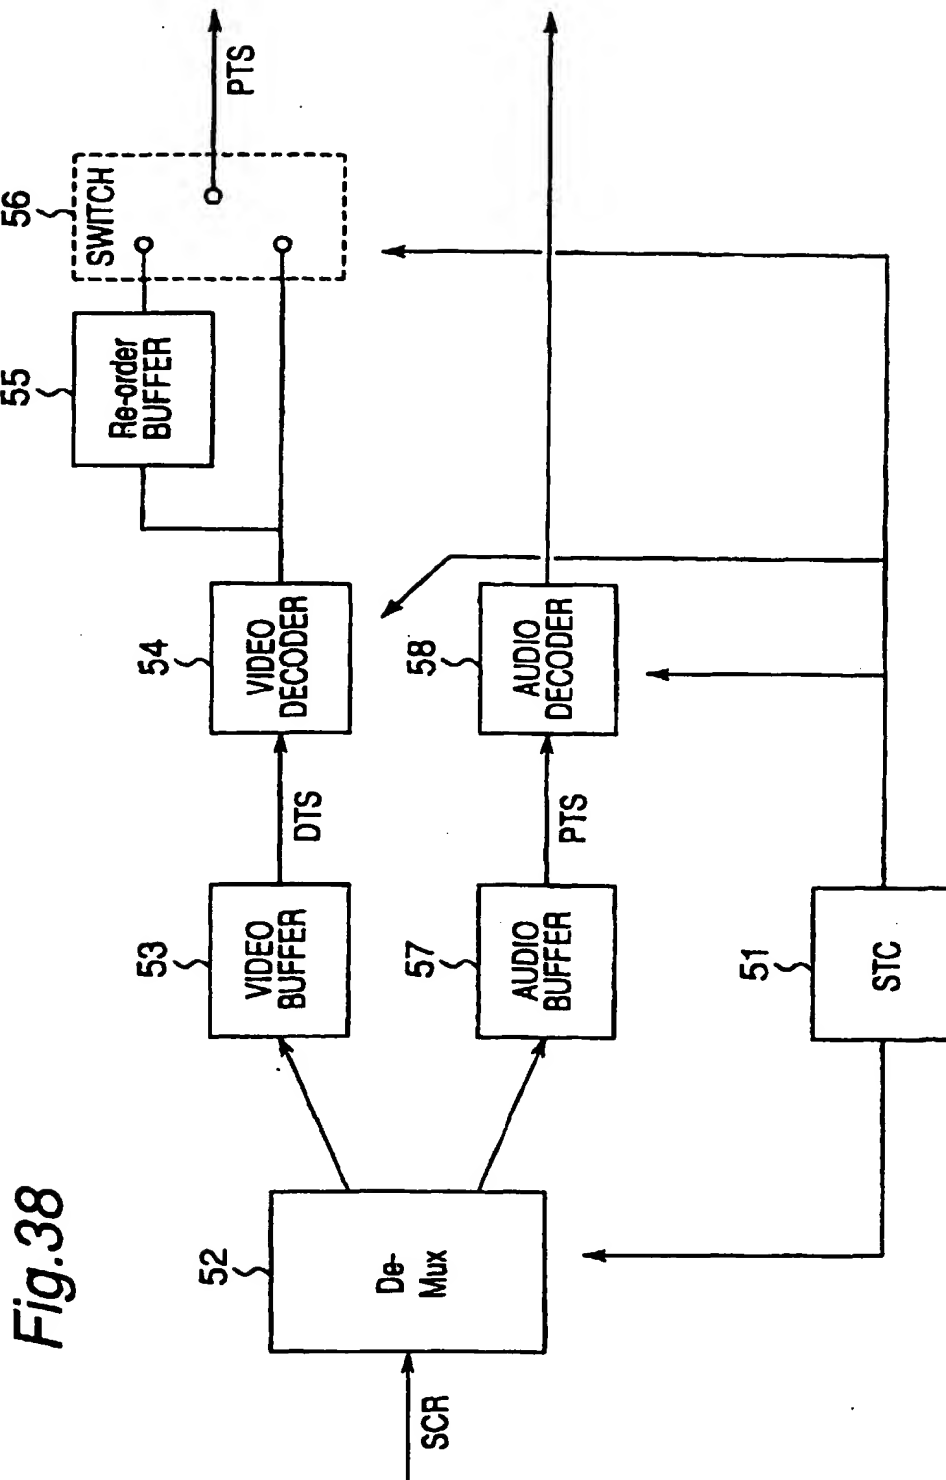 Fig.38
SCR
52
De-
Mux
53
VIDEO
BUFFER
DTS
54
VIDEO
DECODER
55
Re-order
BUFFER
56
SWITCH
PTS
57
AUDIO
BUFFER
PTS
58
AUDIO
DECODER
51
STC